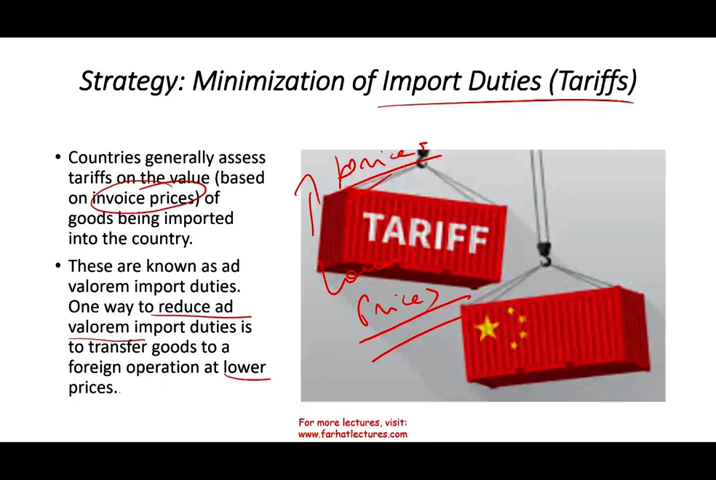 Strategy: Minimization of Import Duties (Tariffs)
• Countries generally assess
tariffs on the value (based
on invoice prices) of
goods being imported
into the country.
• These are known as ad
valorem import duties.
One way to reduce ad
valorem import duties is
to transfer goods to a
foreign operation at lower
prices.
prices
TARIFF
Lower
Prices
For more lectures, visit:
www.farhatlectures.com